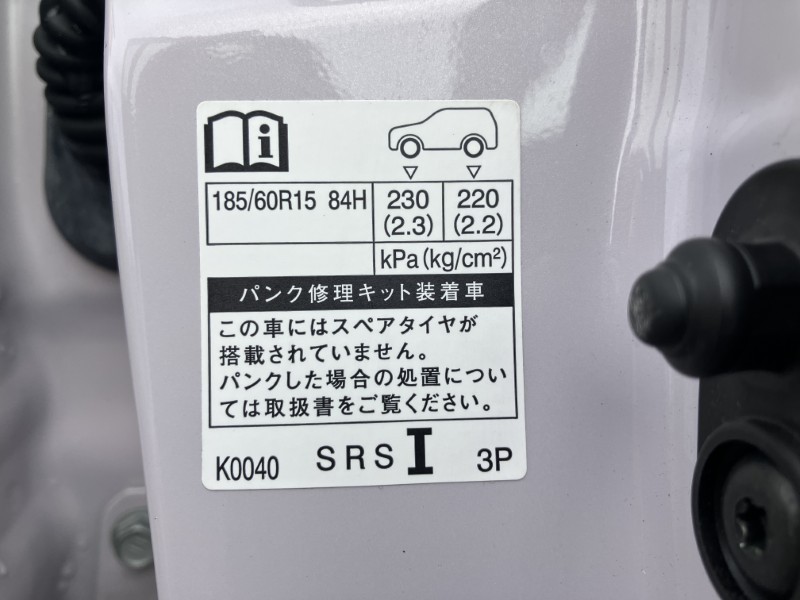 i
185/60R15 84H 230 220
(2.3) (2.2)
kPa(kg/cm²)
パンク修理キット装着車
この車にはスペアタイヤが
搭載されていません。
パンクした場合の処置につい
ては取扱書をご覧ください。
K0040 SRS I 3P